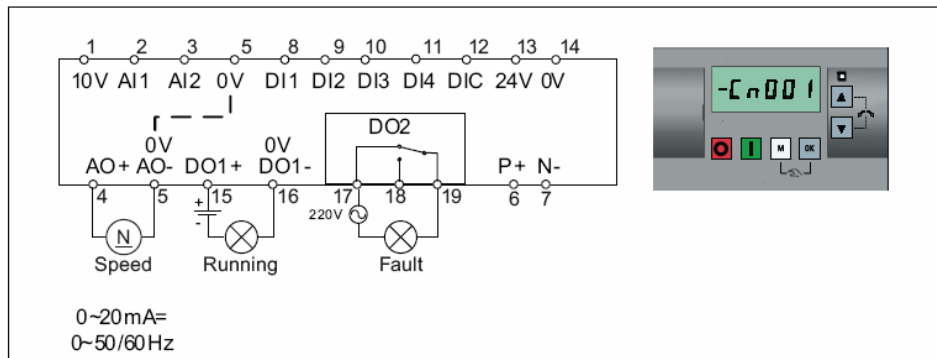 1 2 3 5 8 9 10 11 12 13 14
10V AI1 AI2 0V DI1 DI2 DI3 DI4 DIC 24V 0V
-Cn001
DO2
0V 0V
AO+ AO- DO1+ DO1- P+ N-
M OK
4 5 15 16 17 18 19 6 7
+
-
220V
N
Speed Running Fault
0~20mA=
0~50/60Hz